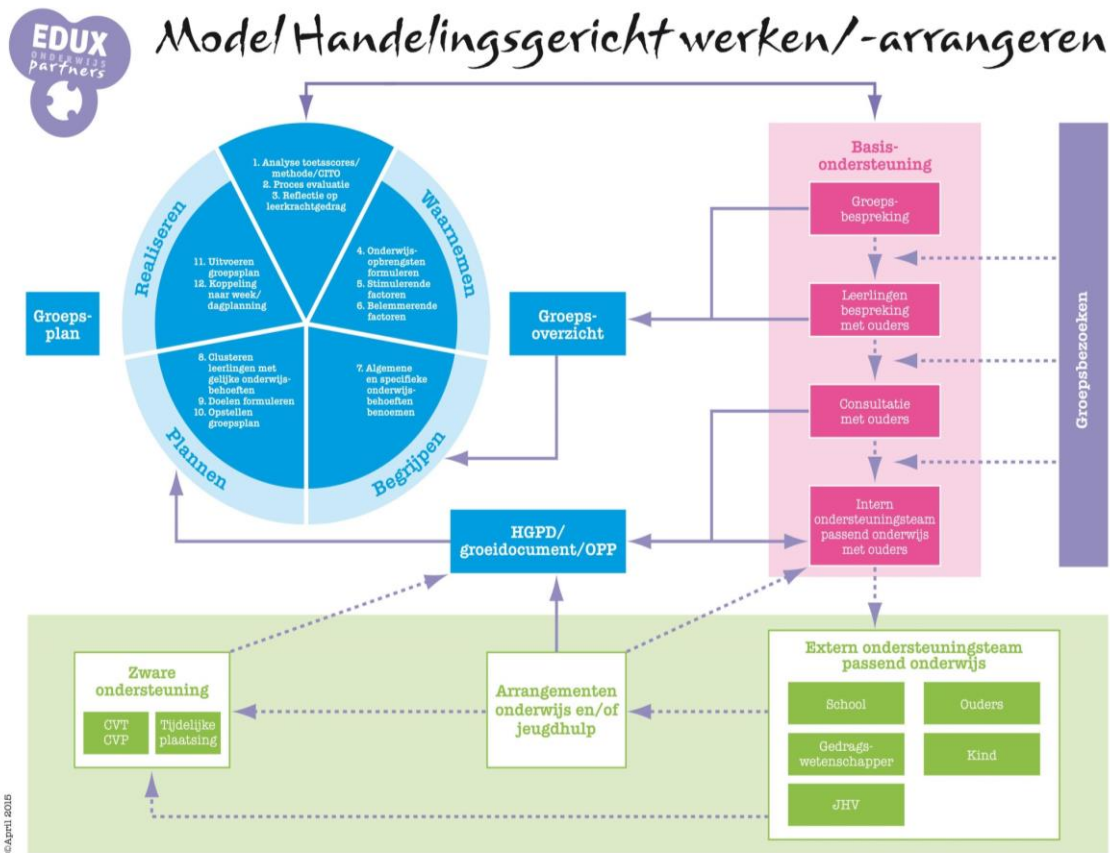 EDUX
ONDERWIJS
partners
Model Handelingsgericht werken/-arrangeren
1. Analyse toetsscores/
methode/CITO
2. Proces evaluatie
3. Reflectie op
leerkrachtgedrag
Waarnemen
4. Onderwijs-
opbrengsten
formuleren
5. Stimulerende
factoren
6. Belemmerende
factoren
Realiseren
11. Uitvoeren
groepsplan
12. Koppeling
naar week/
dagplanning
Groeps-
plan
8. Clusteren
leerlingen met
gelijke onderwijs-
behoeften
9. Doelen formuleren
10. Opstellen
groepsplan
Plannen
7. Algemene
en specifieke
onderwijs-
behoeften
benoemen
Begrijpen
Groeps-
overzicht
HGPD/
groeidocument/OPP
Basis-
ondersteuning
Groeps-
bespreking
Leerlingen
bespreking
met ouders
Consultatie
met ouders
Intern
ondersteuningsteam
passend onderwijs
met ouders
Groepsbezoeken
Zware
ondersteuning
CVT
CVP
Tijdelijke
plaatsing
Arrangementen
onderwijs en/of
jeugdhulp
Extern ondersteuningsteam
passend onderwijs
School
Ouders
Gedrags-
wetenschapper
Kind
JHV
©April 2015